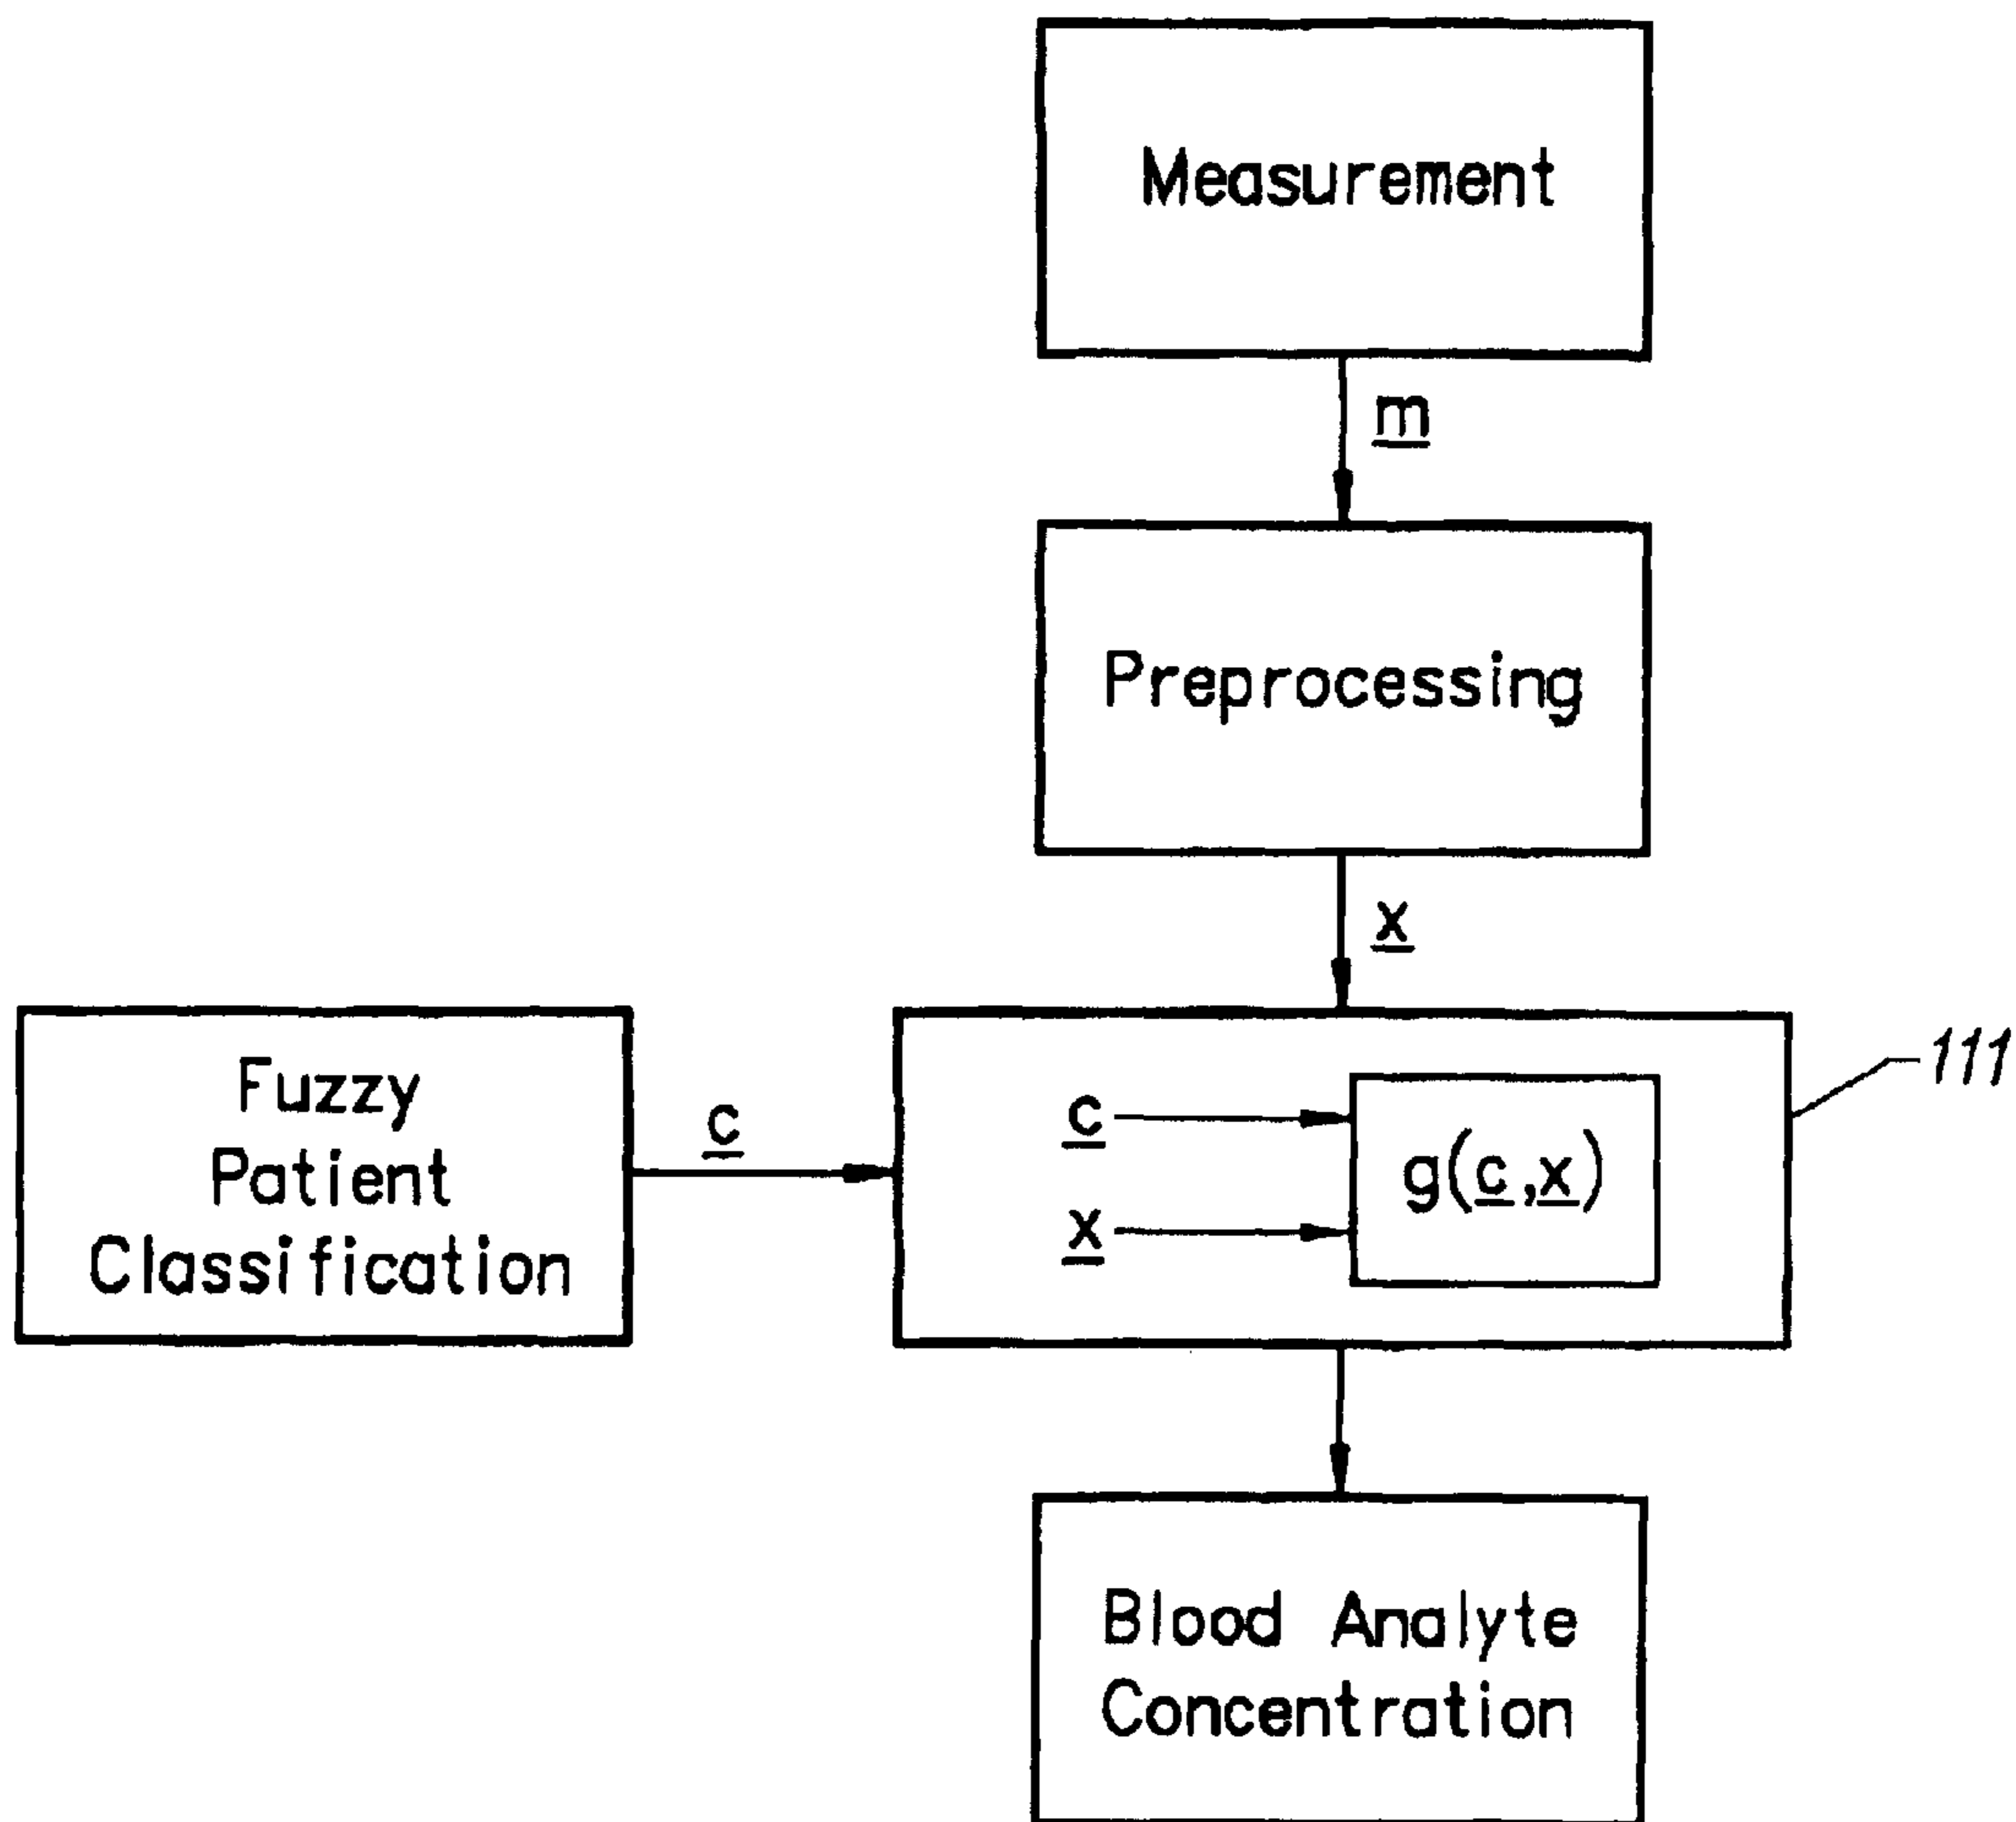 Measurement
m
Preprocessing
x
Fuzzy
Patient
Classification
c
c
x
g(c,x)
111
Blood Analyte
Concentration